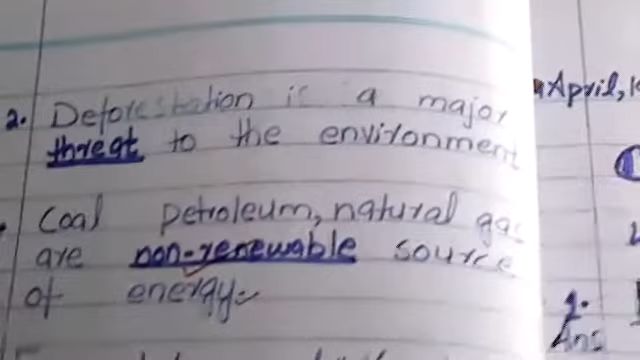 2. Deforestation is a major
threat to the environment
Coal petroleum, natural gas
are non-renewable source
of energy.
April,
1.
Ans